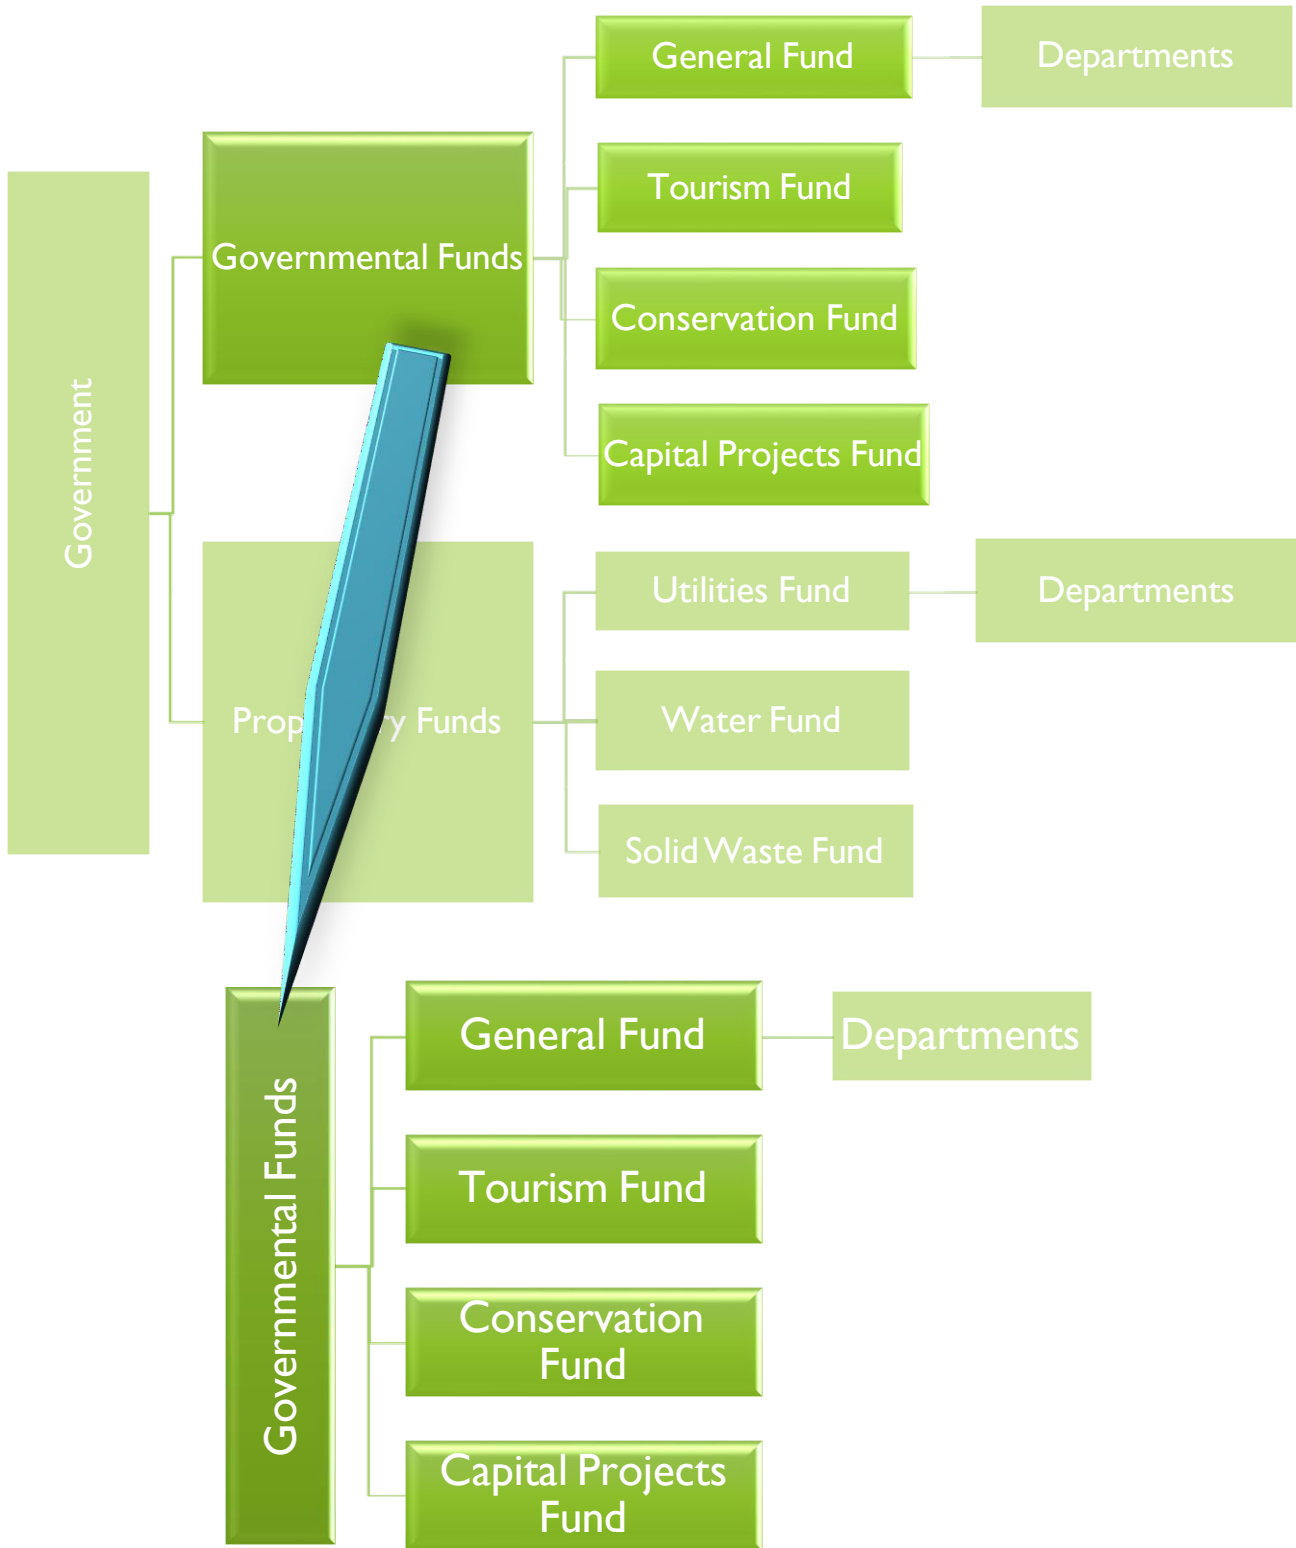 Government
Governmental Funds
General Fund
Departments
Tourism Fund
Conservation Fund
Capital Projects Fund
Funds
Utilities Fund
Departments
Water Fund
Solid Waste Fund
Governmental Funds
General Fund
Departments
Tourism Fund
Conservation
Fund
Capital Projects
Fund